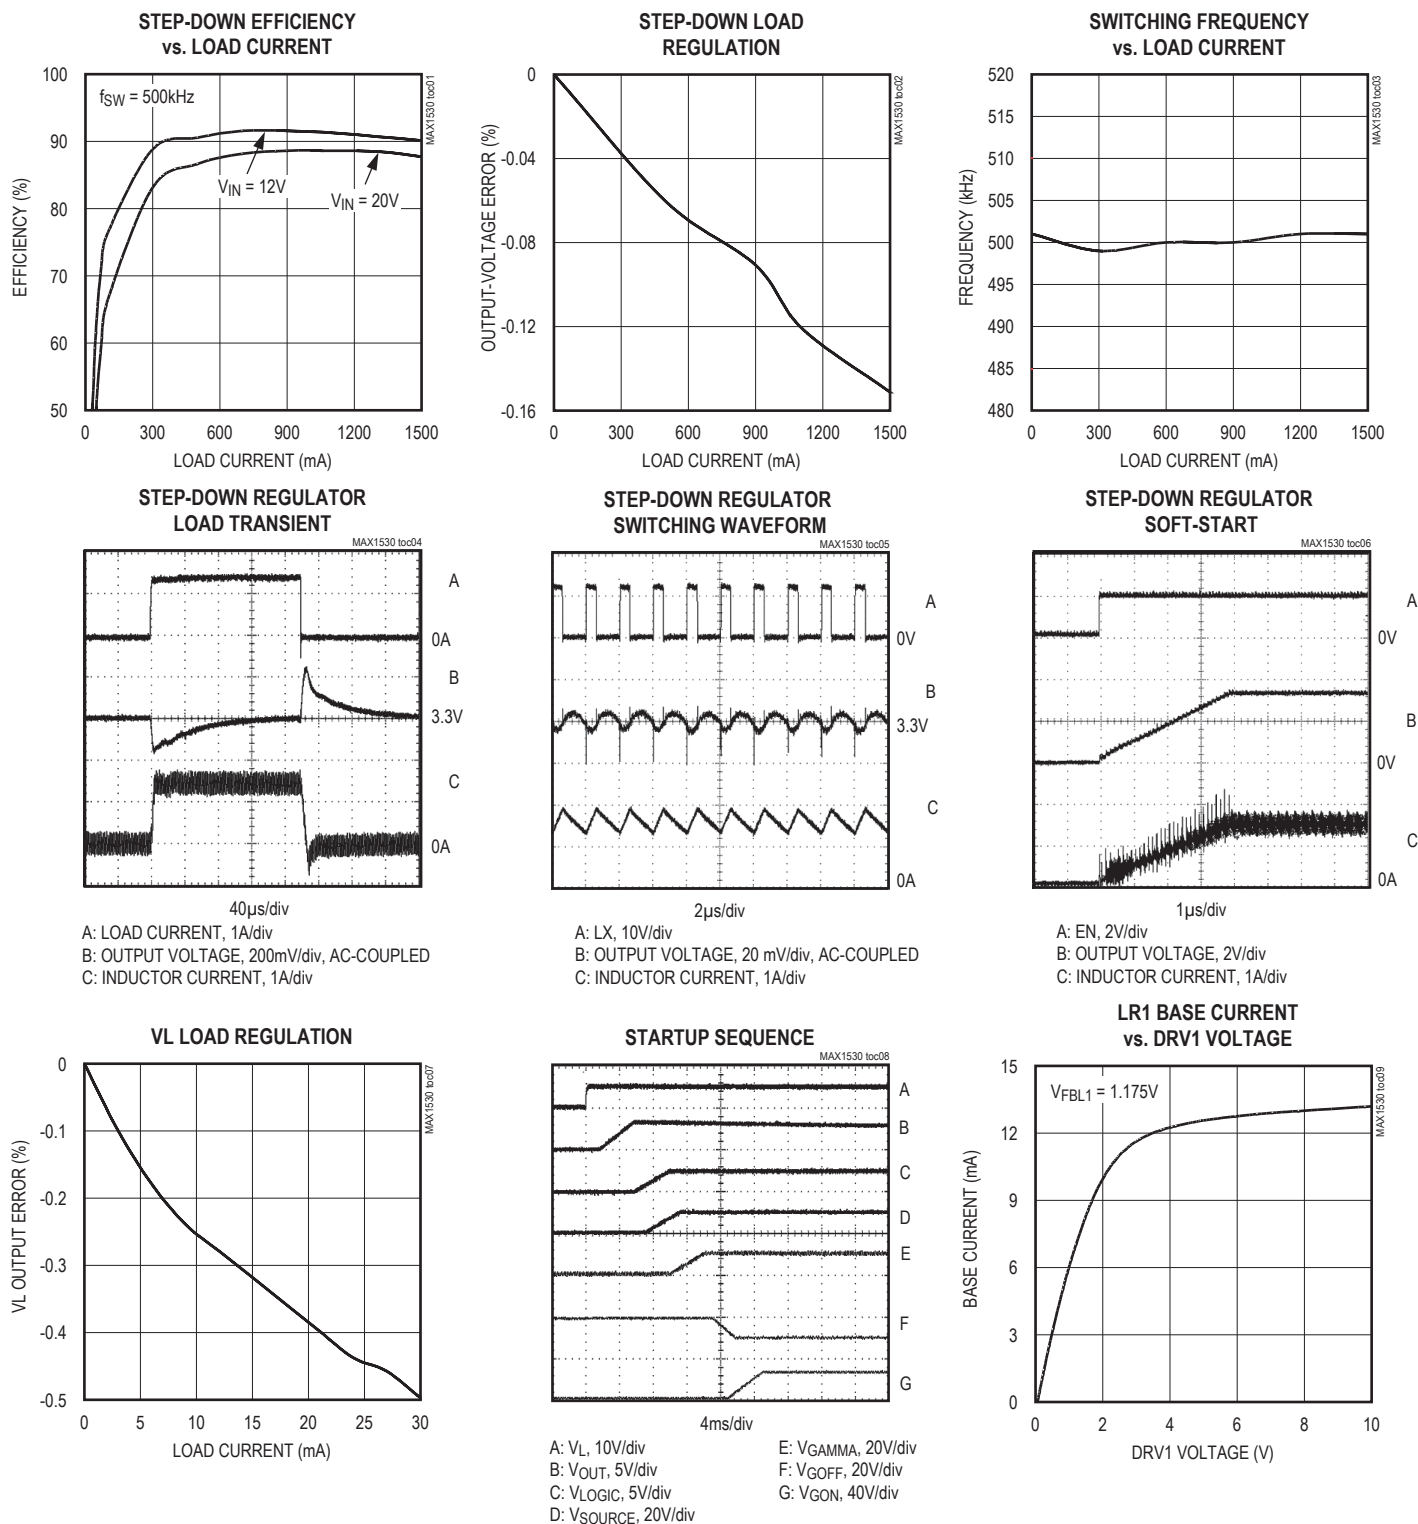 STEP-DOWN EFFICIENCY
vs. LOAD CURRENT
100
90
80
70
60
50
EFFICIENCY (%)
fSW = 500kHz
VIN = 12V
VIN = 20V
MAX1530 toc01
0 300 600 900 1200 1500
LOAD CURRENT (mA)
STEP-DOWN LOAD
REGULATION
0
-0.04
-0.08
-0.12
-0.16
OUTPUT-VOLTAGE ERROR (%)
MAX1530 toc02
0 300 600 900 1200 1500
LOAD CURRENT (mA)
SWITCHING FREQUENCY
vs. LOAD CURRENT
520
515
510
505
500
495
490
485
480
FREQUENCY (kHz)
MAX1530 toc03
0 300 600 900 1200 1500
LOAD CURRENT (mA)
STEP-DOWN REGULATOR
LOAD TRANSIENT
MAX1530 toc04
A
0A
B
3.3V
C
0A
40µs/div
A: LOAD CURRENT, 1A/div
B: OUTPUT VOLTAGE, 200mV/div, AC-COUPLED
C: INDUCTOR CURRENT, 1A/div
STEP-DOWN REGULATOR
SWITCHING WAVEFORM
MAX1530 toc05
A
0V
B
3.3V
C
0A
2µs/div
A: LX, 10V/div
B: OUTPUT VOLTAGE, 20 mV/div, AC-COUPLED
C: INDUCTOR CURRENT, 1A/div
STEP-DOWN REGULATOR
SOFT-START
MAX1530 toc06
A
0V
B
0V
C
0A
1µs/div
A: EN, 2V/div
B: OUTPUT VOLTAGE, 2V/div
C: INDUCTOR CURRENT, 1A/div
VL LOAD REGULATION
0
-0.1
-0.2
-0.3
-0.4
-0.5
VL OUTPUT ERROR (%)
MAX1530 toc07
0 5 10 15 20 25 30
LOAD CURRENT (mA)
STARTUP SEQUENCE
MAX1530 toc08
A
B
C
D
E
F
G
4ms/div
A: VL, 10V/div
B: VOUT, 5V/div
C: VLOGIC, 5V/div
D: VSOURCE, 20V/div
E: VGAMMA, 20V/div
F: VGOFF, 20V/div
G: VGON, 40V/div
LR1 BASE CURRENT
vs. DRV1 VOLTAGE
15
12
9
6
3
0
BASE CURRENT (mA)
VFBL1 = 1.175V
MAX1530 toc09
0 2 4 6 8 10
DRV1 VOLTAGE (V)